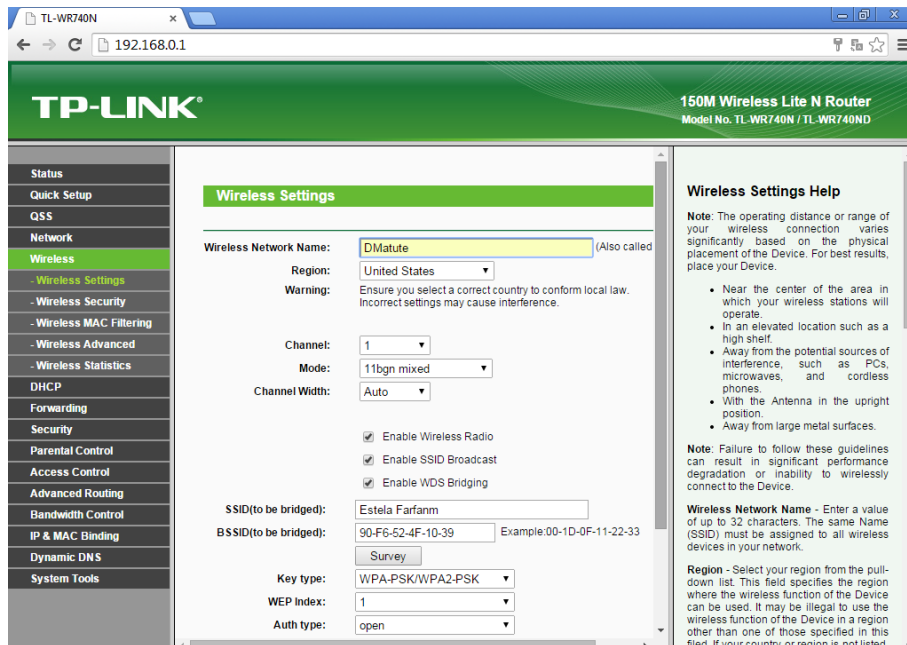 TL-WR740N
192.168.0.1
TP-LINK®
150M Wireless Lite N Router
Model No. TL-WR740N / TL-WR740ND
Status
Quick Setup
QSS
Network
Wireless
- Wireless Settings
- Wireless Security
- Wireless MAC Filtering
- Wireless Advanced
- Wireless Statistics
DHCP
Forwarding
Security
Parental Control
Access Control
Advanced Routing
Bandwidth Control
IP & MAC Binding
Dynamic DNS
System Tools
Wireless Settings
Wireless Network Name: DMatute (Also called
Region: United States
Warning: Ensure you select a correct country to conform local law.
Incorrect settings may cause interference.
Channel: 1
Mode: 11bgn mixed
Channel Width: Auto
Enable Wireless Radio
Enable SSID Broadcast
Enable WDS Bridging
SSID(to be bridged): Estela Farfanm
BSSID(to be bridged): 90-F6-52-4F-10-39 Example:00-1D-0F-11-22-33
Survey
Key type: WPA-PSK/WPA2-PSK
WEP Index: 1
Auth type: open
Wireless Settings Help
Note: The operating distance or range of
your wireless connection varies
significantly based on the physical
placement of the Device. For best results,
place your Device.
• Near the center of the area in
which your wireless stations will
operate.
• In an elevated location such as a
high shelf.
• Away from the potential sources of
interference, such as PCs,
microwaves, and cordless
phones.
• With the Antenna in the upright
position.
• Away from large metal surfaces.
Note: Failure to follow these guidelines
can result in significant performance
degradation or inability to wirelessly
connect to the Device.
Wireless Network Name - Enter a value
of up to 32 characters. The same Name
(SSID) must be assigned to all wireless
devices in your network.
Region - Select your region from the pull-
down list. This field specifies the region
where the wireless function of the Device
can be used. It may be illegal to use the
wireless function of the Device in a region
other than one of those specified in this
filed. If your country or region is not listed,